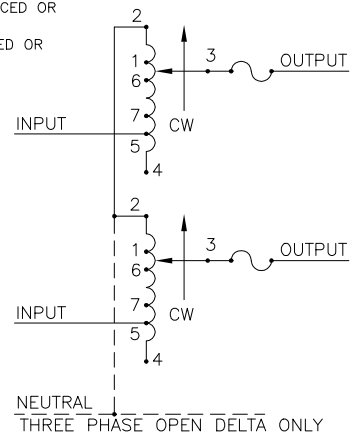 CED OR
ED OR
2
1
6
7
5
4
3
OUTPUT
INPUT
CW
2
1
6
7
5
4
3
OUTPUT
INPUT
CW
NEUTRAL
THREE PHASE OPEN DELTA ONLY